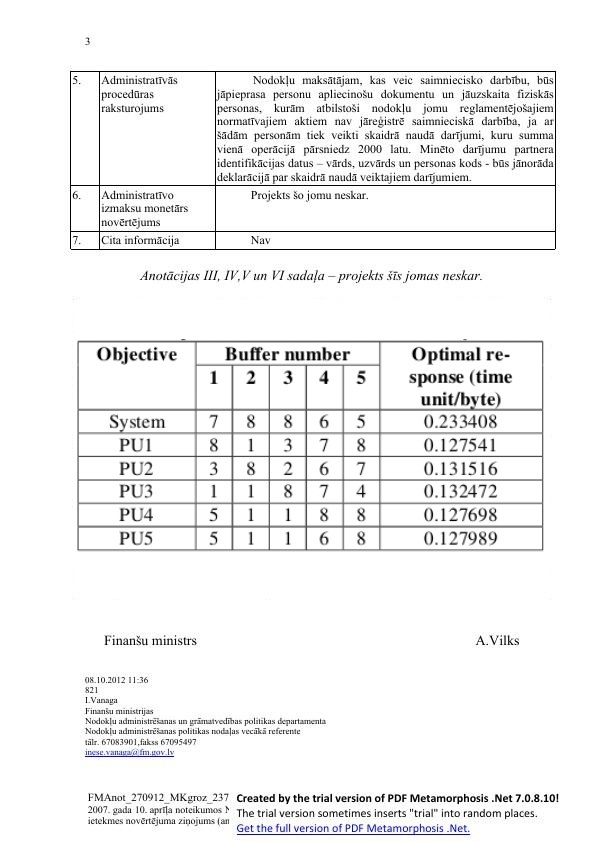 3
5. Administratīvās procedūras raksturojums
Nodokļu maksātājam, kas veic saimniecisko darbību, būs
jāpieprasa personu apliecinošu dokumentu un jāuzskaita fiziskās
personas, kurām atbilstoši nodokļu jomu reglamentējošajiem
normatīvajiem aktiem nav jāreģistrē saimnieciskā darbība, ja ar
šādām personām tiek veikti skaidrā naudā darījumi, kuru summa
vienā operācijā pārsniedz 2000 latu. Minēto darījumu partnera
identifikācijas datus – vārds, uzvārds un personas kods - būs jānorāda
deklarācijā par skaidrā naudā veiktajiem darījumiem.
6. Administratīvo izmaksu monetārs novērtējums
Projekts šo jomu neskar.
7. Cita informācija Nav
Anotācijas III, IV,V un VI sadaļa – projekts šīs jomas neskar.
Objective Buffer number Optimal re-
1 2 3 4 5 sponse (time
unit/byte)
System 7 8 8 6 5 0.233408
PU1 8 1 3 7 8 0.127541
PU2 3 8 2 6 7 0.131516
PU3 1 1 8 7 4 0.132472
PU4 5 1 1 8 8 0.127698
PU5 5 1 1 6 8 0.127989
Finanšu ministrs A.Vilks
08.10.2012 11:36
821
I.Vanaga
Finanšu ministrijas
Nodokļu administrēšanas un grāmatvedības politikas departamenta
Nodokļu administrēšanas politikas nodaļas vecākā referente
tālr. 67083901,fakss 67095497
inese.vanaga@fm.gov.lv
FMAnot_270912_MKgroz_237
2007. gada 10. aprīļa noteikumos
ietekmes novērtējuma ziņojums
Created by the trial version of PDF Metamorphosis .Net 7.0.8.10!
The trial version sometimes inserts "trial" into random places.
Get the full version of PDF Metamorphosis .Net.